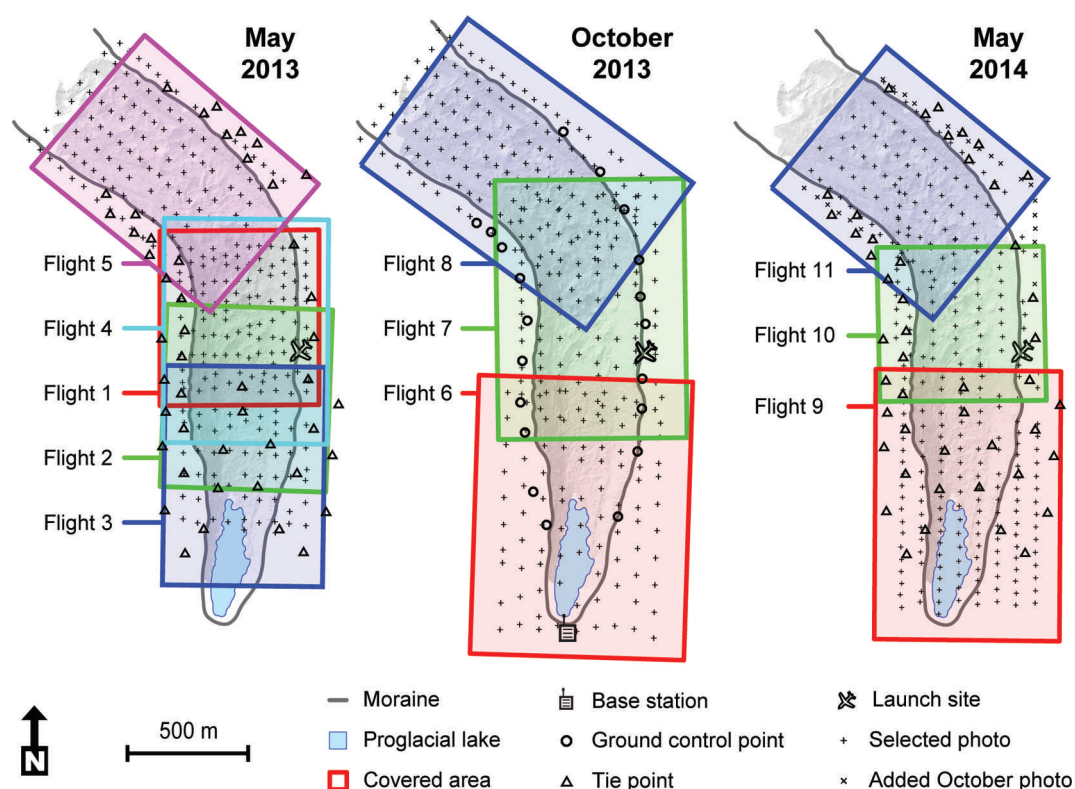 May
2013
October
2013
May
2014
Flight 5
Flight 4
Flight 1
Flight 2
Flight 3
Flight 8
Flight 7
Flight 6
Flight 11
Flight 10
Flight 9
N
500 m
Moraine
Proglacial lake
Covered area
Base station
Ground control point
Tie point
Launch site
Selected photo
Added October photo